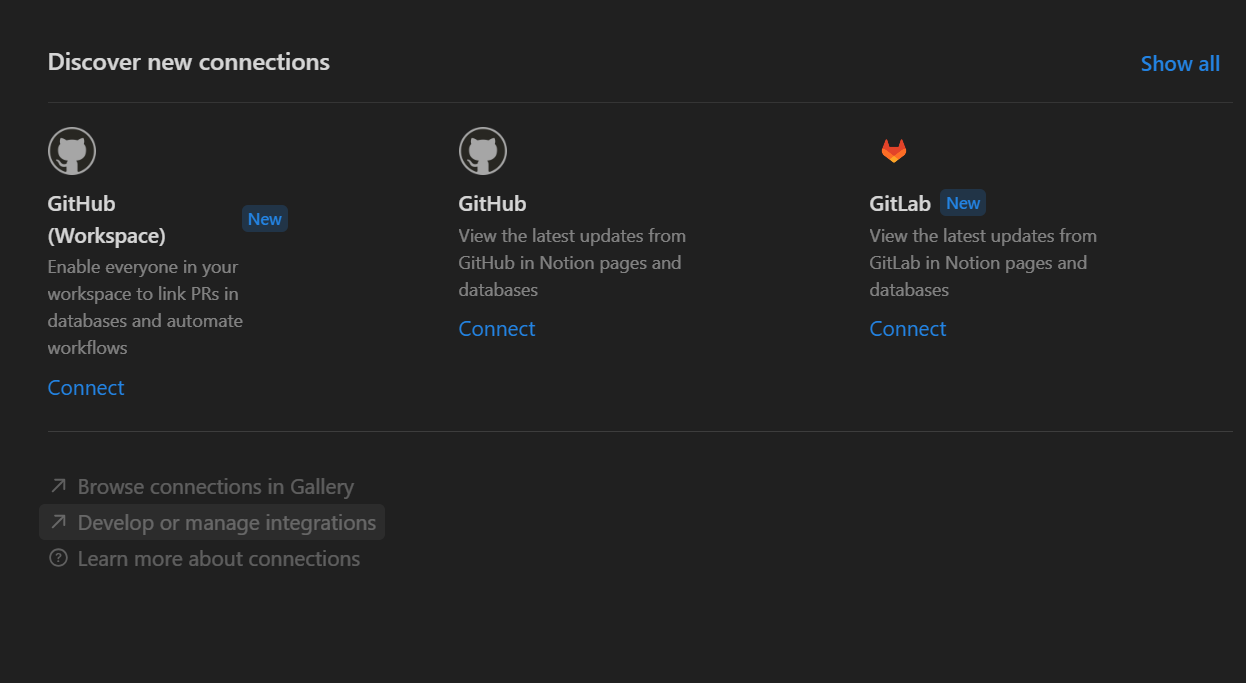 Discover new connections
Show all
GitHub
(Workspace)
New
Enable everyone in your
workspace to link PRs in
databases and automate
workflows
Connect
GitHub
View the latest updates from
GitHub in Notion pages and
databases
Connect
GitLab New
View the latest updates from
GitLab in Notion pages and
databases
Connect
Browse connections in Gallery
Develop or manage integrations
Learn more about connections